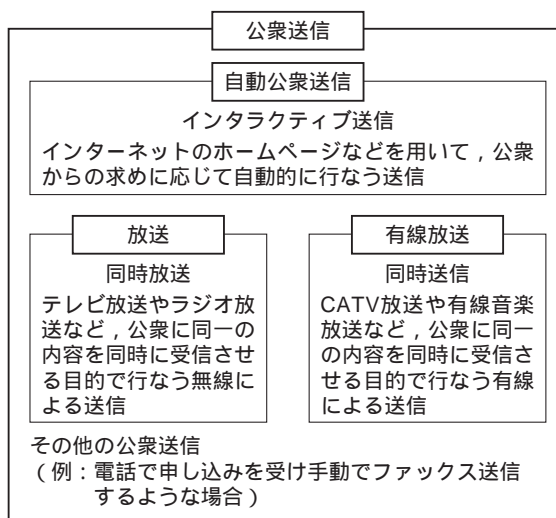 公衆送信
自動公衆送信
インタラクティブ送信
インターネットのホームページなどを用いて，公衆
からの求めに応じて自動的に行なう送信
放送
同時放送
テレビ放送やラジオ放
送など，公衆に同一の
内容を同時に受信させ
る目的で行なう無線に
よる送信
有線放送
同時送信
CATV放送や有線音楽
放送など，公衆に同一
の内容を同時に受信さ
せる目的で行なう有線
による送信
その他の公衆送信
（例：電話で申し込みを受け手動でファックス送信
するような場合）